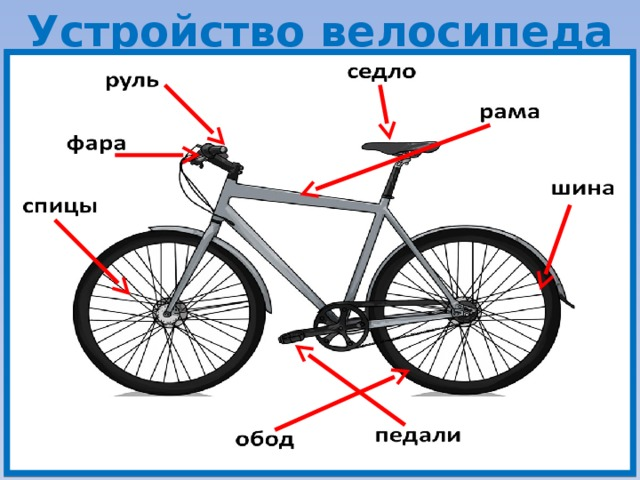 Устройство велосипеда
седло
руль
рама
фара
шина
спицы
обод
педали